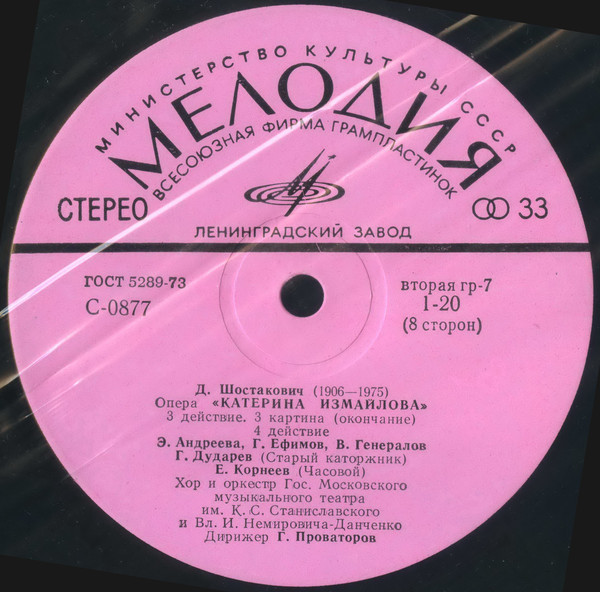 МИНИСТЕРСТВО КУЛЬТУРЫ СССР
МЕЛОДИЯ
ВСЕСОЮЗНАЯ ФИРМА ГРАМПЛАСТИНОК
СТЕРЕО
33
ЛЕНИНГРАДСКИЙ ЗАВОД
ГОСТ 5289-73
вторая гр-7
С-0877
1-20
(8 сторон)
Д. Шостакович (1906—1975)
Опера «КАТЕРИНА ИЗМАЙЛОВА»
3 действие. 3 картина (окончание)
4 действие
Э. Андреева, Г. Ефимов, В. Генералов
Г. Дударев (Старый каторжник)
Е. Корнеев (Часовой)
Хор и оркестр Гос. Московского
музыкального театра
им. К. С. Станиславского
и Вл. И. Немировича-Данченко
Дирижер Г. Проваторов